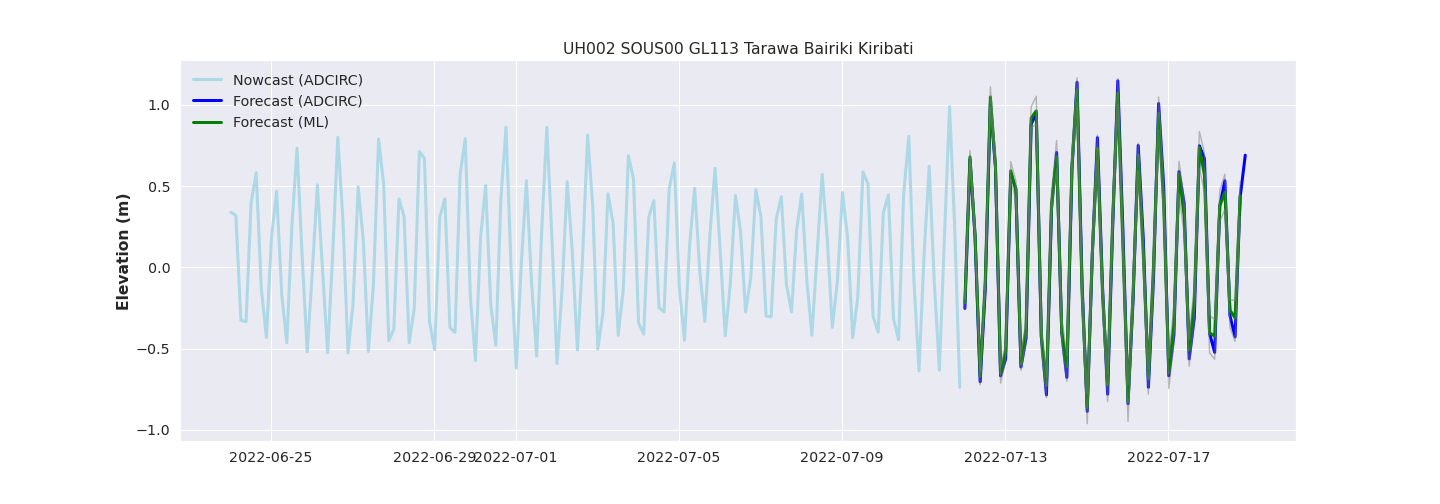 UH002 SOUS00 GL113 Tarawa Bairiki Kiribati
Nowcast (ADCIRC)
Forecast (ADCIRC)
Forecast (ML)
Elevation (m)
1.0
0.5
0.0
−0.5
−1.0
2022-06-25
2022-06-29
2022-07-01
2022-07-05
2022-07-09
2022-07-13
2022-07-17